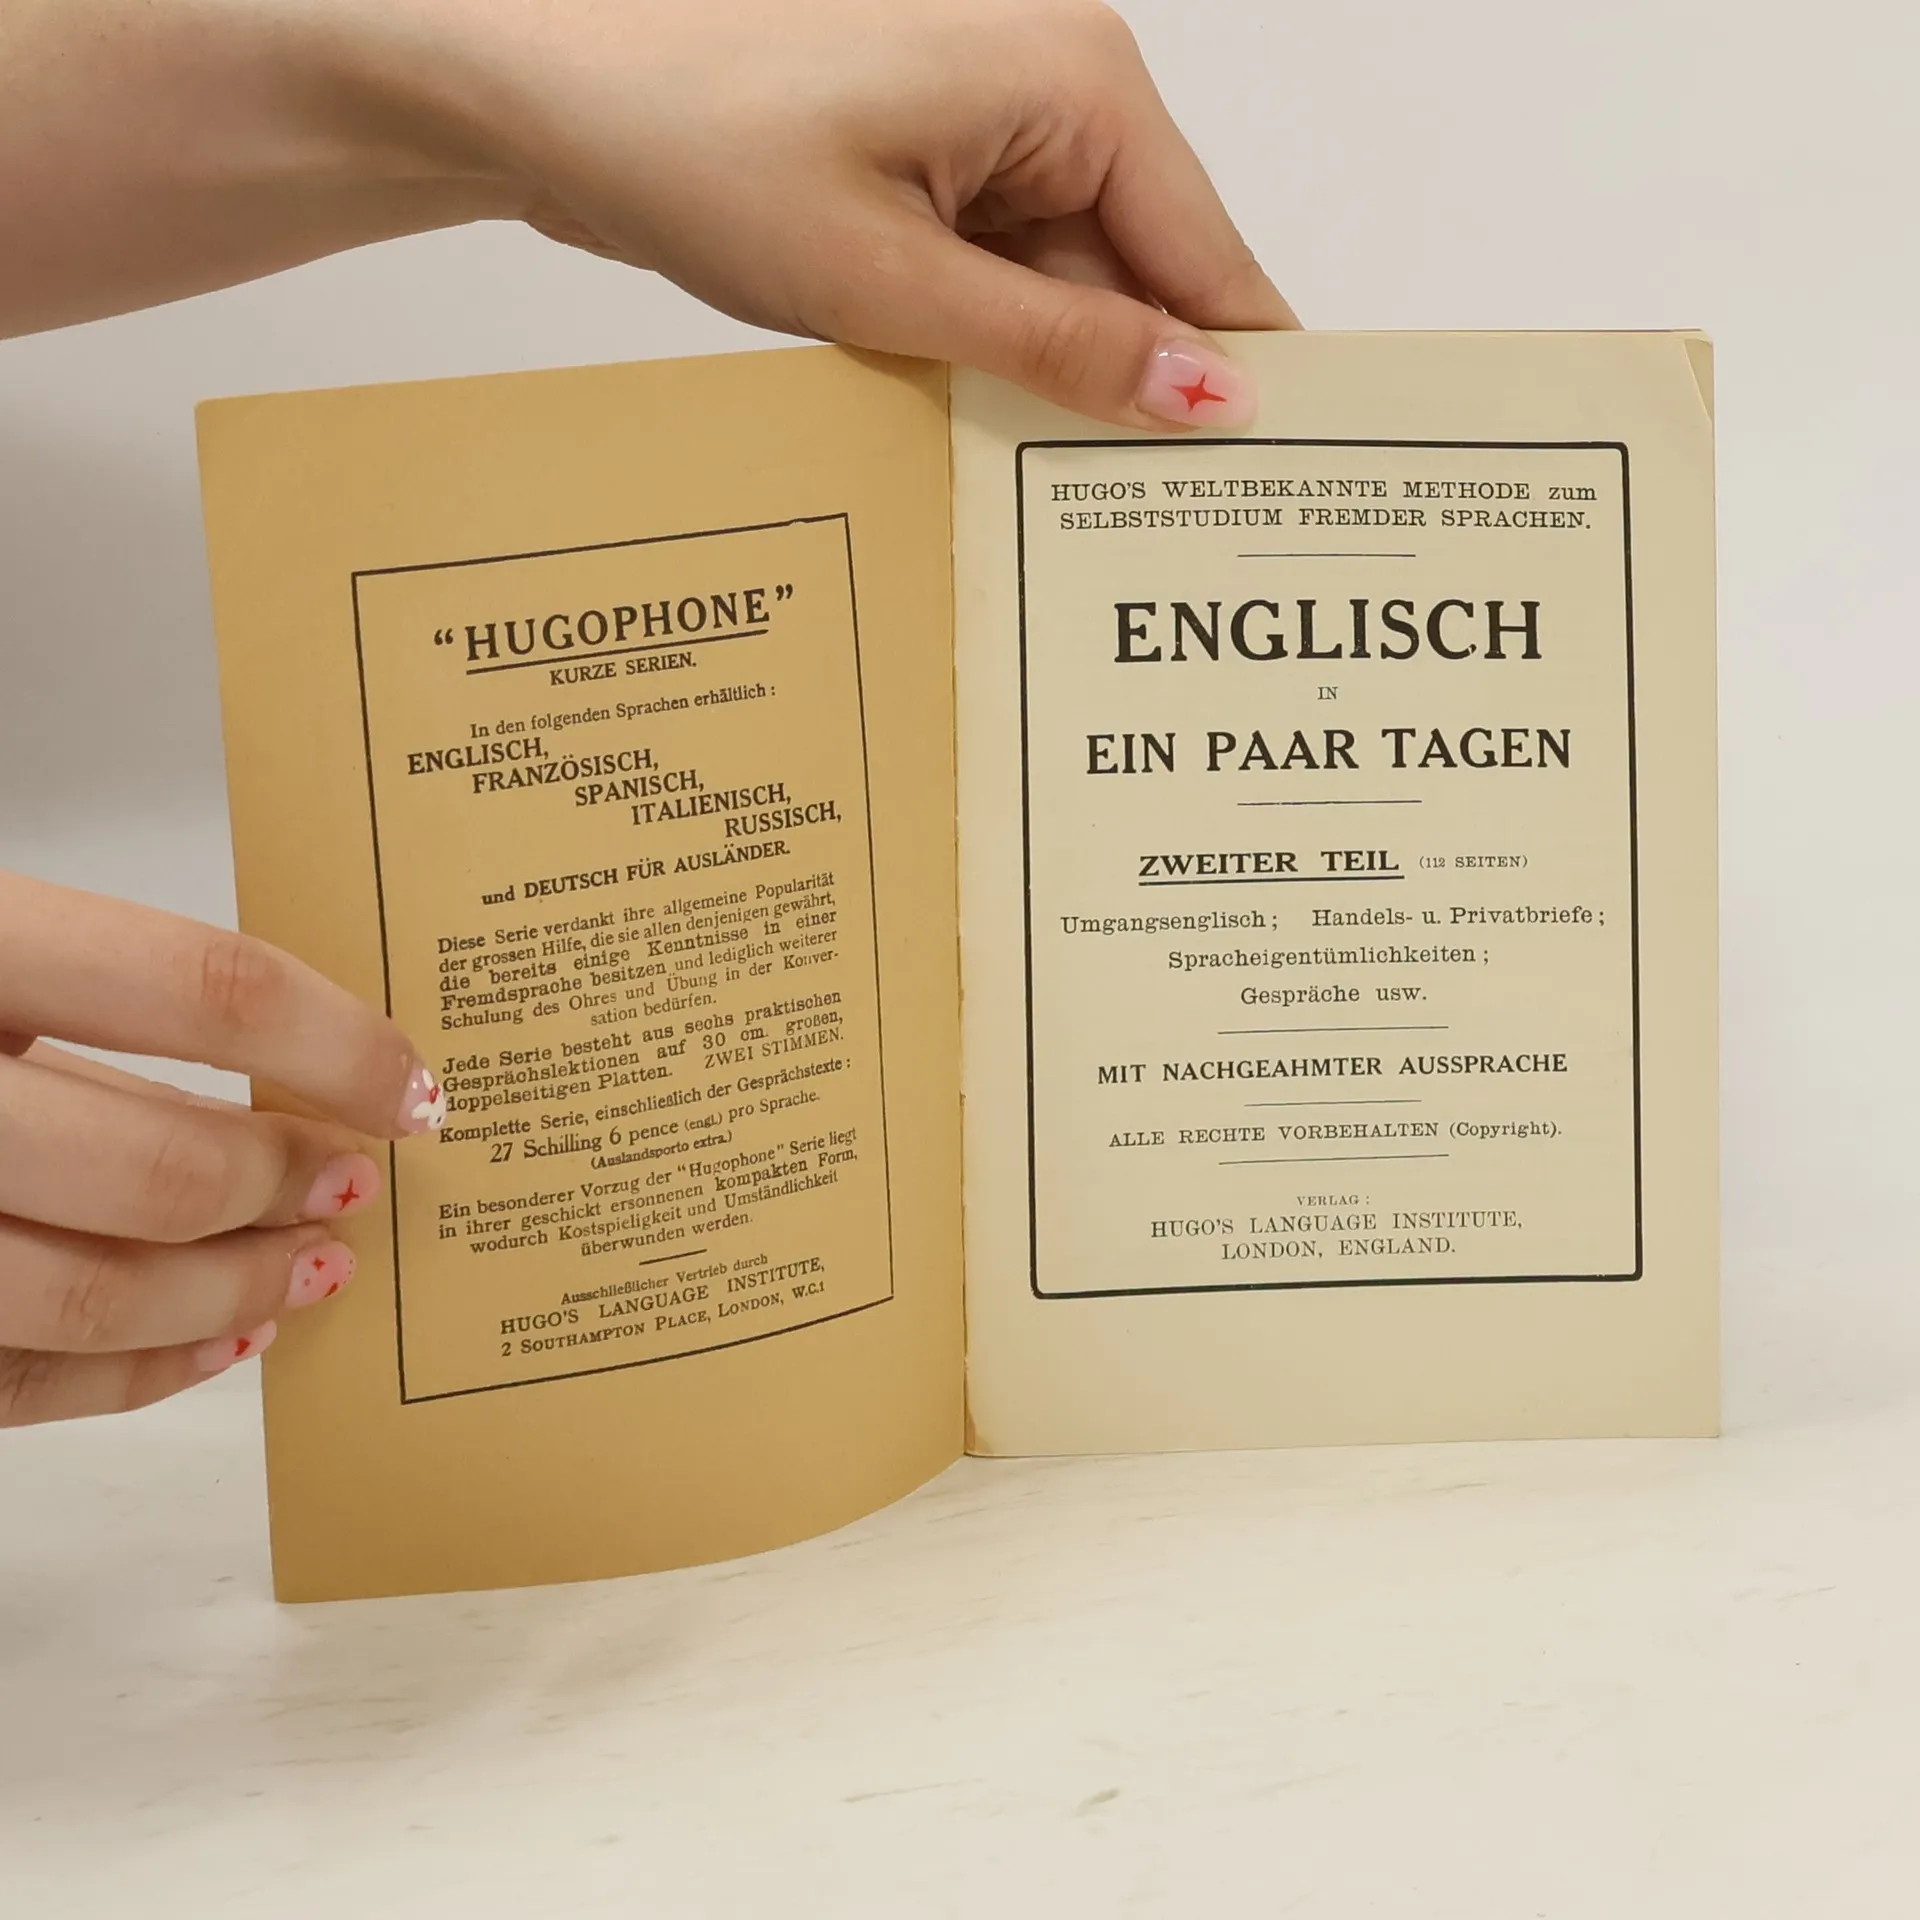 “HUGOPHONE”
KURZE SERIEN.
In den folgenden Sprachen erhältlich :
ENGLISCH,
FRANZÖSISCH,
SPANISCH,
ITALIENISCH,
RUSSISCH,
und DEUTSCH FÜR AUSLÄNDER.
Diese Serie verdankt ihre allgemeine Popularität
der grossen Hilfe, die sie allen denjenigen gewährt,
die bereits einige Kenntnisse in einer
Fremdsprache besitzen und lediglich weiterer
Schulung des Ohres und Übung in der Konver-
sation bedürfen.
Jede Serie besteht aus sechs praktischen
Gesprächslektionen auf 30 cm. großen,
doppelseitigen Platten. ZWEI STIMMEN.
Komplette Serie, einschließlich der Gesprächstexte :
27 Schilling 6 pence (engl.) pro Sprache.
(Auslandsporto extra.)
Ein besonderer Vorzug der “Hugophone” Serie liegt
in ihrer geschickt ersonnenen kompakten Form,
wodurch Kostspieligkeit und Umständlichkeit
überwunden werden.
Ausschließlicher Vertrieb durch
HUGO'S LANGUAGE INSTITUTE,
2 SOUTHAMPTON PLACE, LONDON, W.C.1
HUGO'S WELTBEKANNTE METHODE zum
SELBSTSTUDIUM FREMDER SPRACHEN.
ENGLISCH
IN
EIN PAAR TAGEN
ZWEITER TEIL (112 SEITEN)
Umgangsenglisch ; Handels- u. Privatbriefe ;
Spracheigentümlichkeiten ;
Gespräche usw.
MIT NACHGEAHMTER AUSSPRACHE
ALLE RECHTE VORBEHALTEN (Copyright).
VERLAG :
HUGO'S LANGUAGE INSTITUTE,
LONDON, ENGLAND.